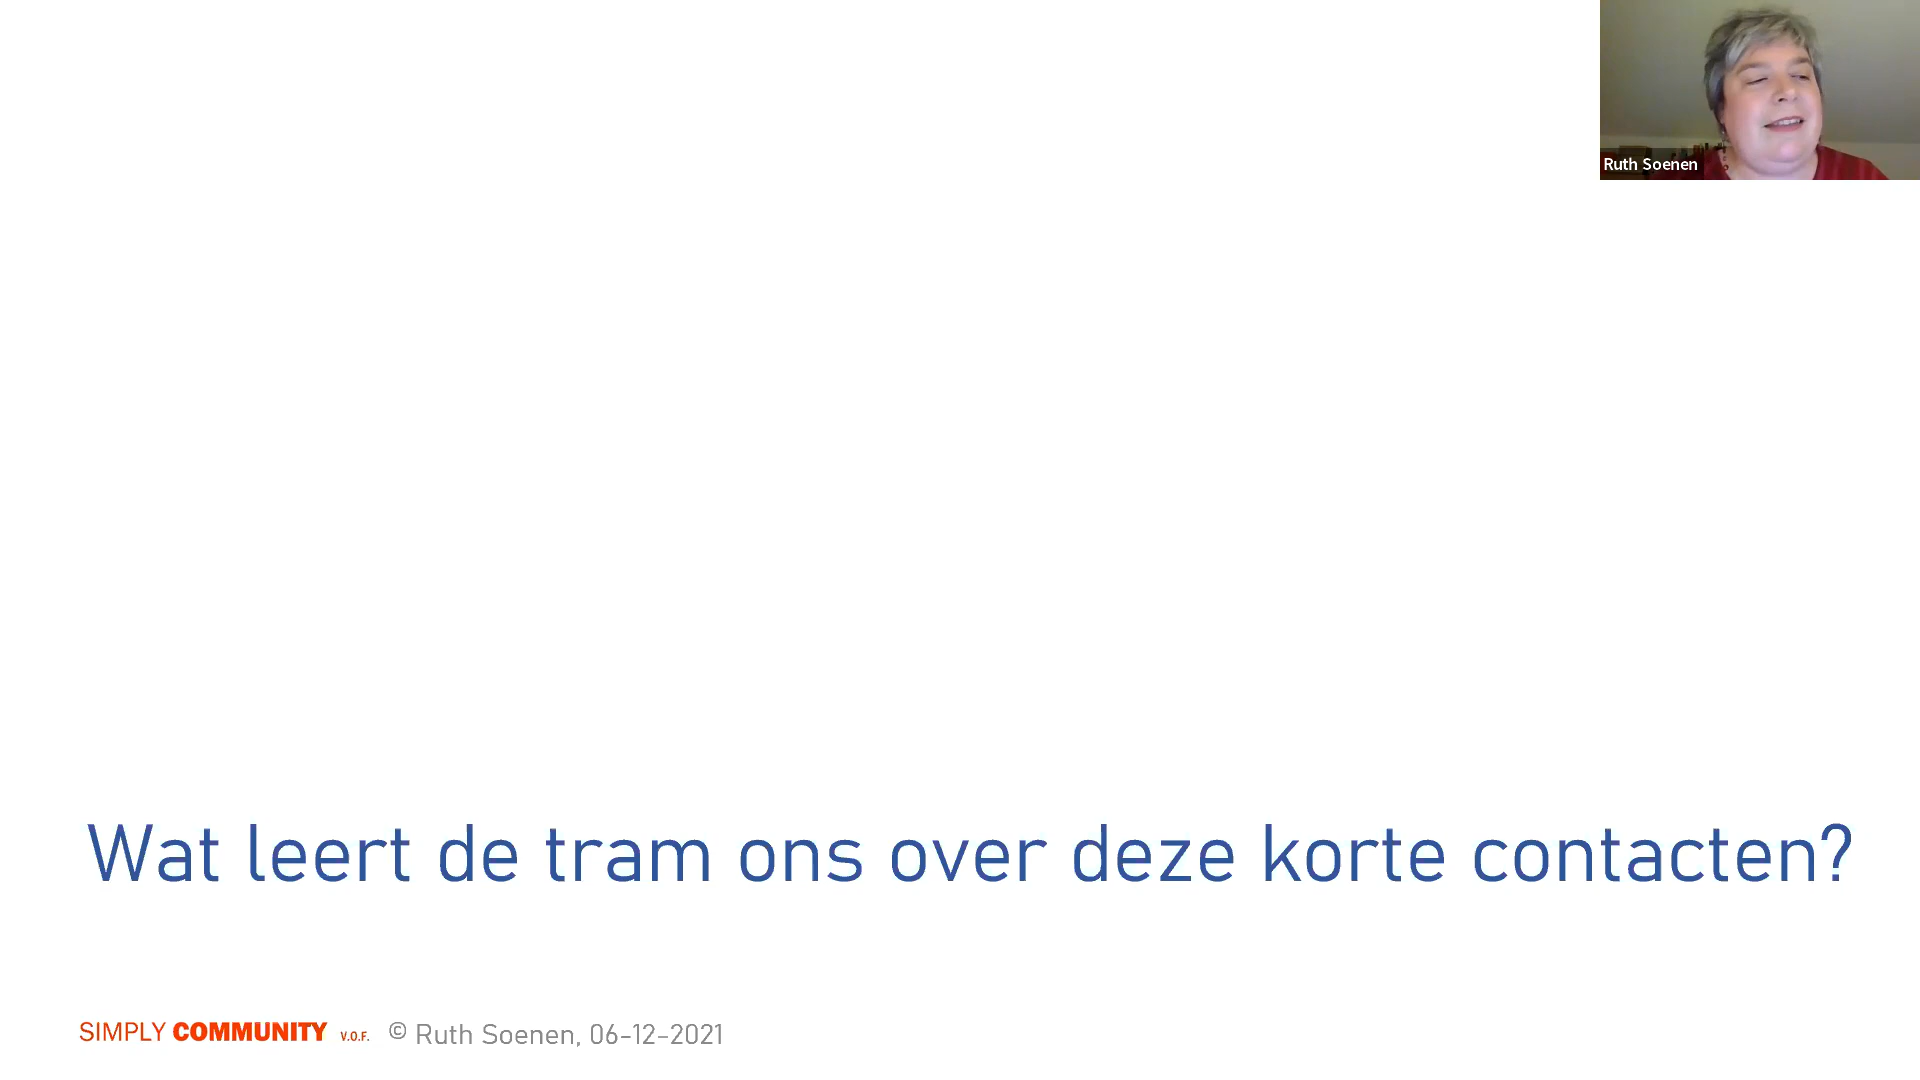 Ruth Soenen
Wat leert de tram ons over deze korte contacten?
SIMPLY COMMUNITY V.O.F. © Ruth Soenen, 06-12-2021